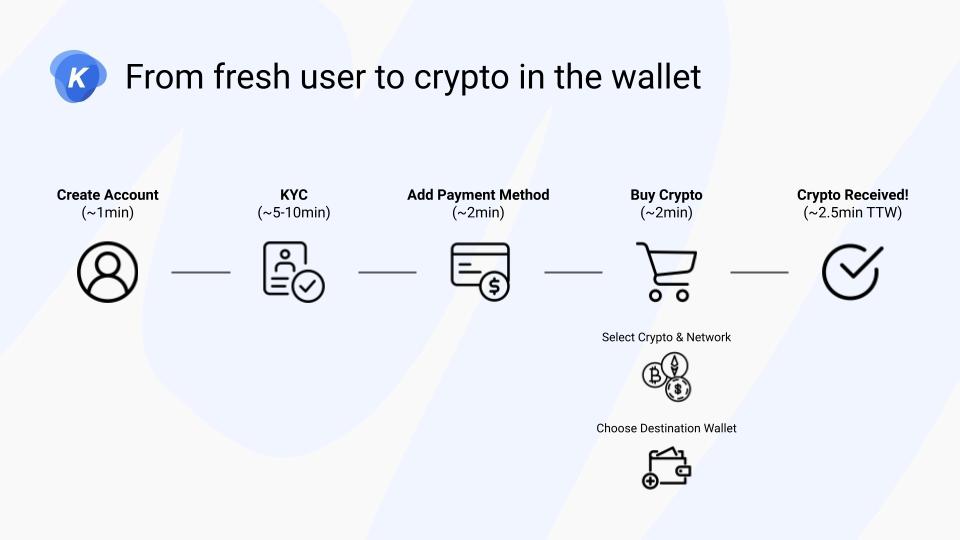 K
From fresh user to crypto in the wallet
Create Account
(~1min)
KYC
(~5-10min)
Add Payment Method
(~2min)
Buy Crypto
(~2min)
Crypto Received!
(~2.5min TTW)
$
Select Crypto & Network
₿
$
Choose Destination Wallet